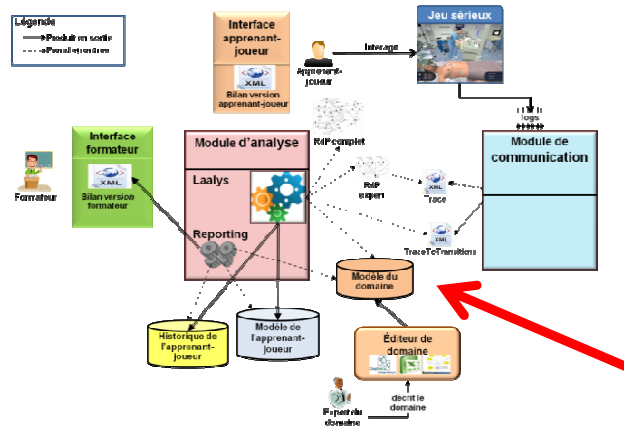 Légende
Produit en sortie
Prend en entrée
Interface
apprenant-
joueur
XML
Bilan version
apprenant-joueur
Apprenant-
joueur
Interagit
Jeu sérieux
logs
Interface
formateur
XML
Bilan version
formateur
Formateur
Module d'analyse
Laalys
Reporting
RdP complet
RdP
expert
XML
Trace
XML
TraceToTransitions
Module de
communication
Modèle du
domaine
Historique de
l'apprenant-
joueur
Modèle de
l'apprenant-
joueur
Éditeur de
domaine
Expert du
domaine
décrit le
domaine